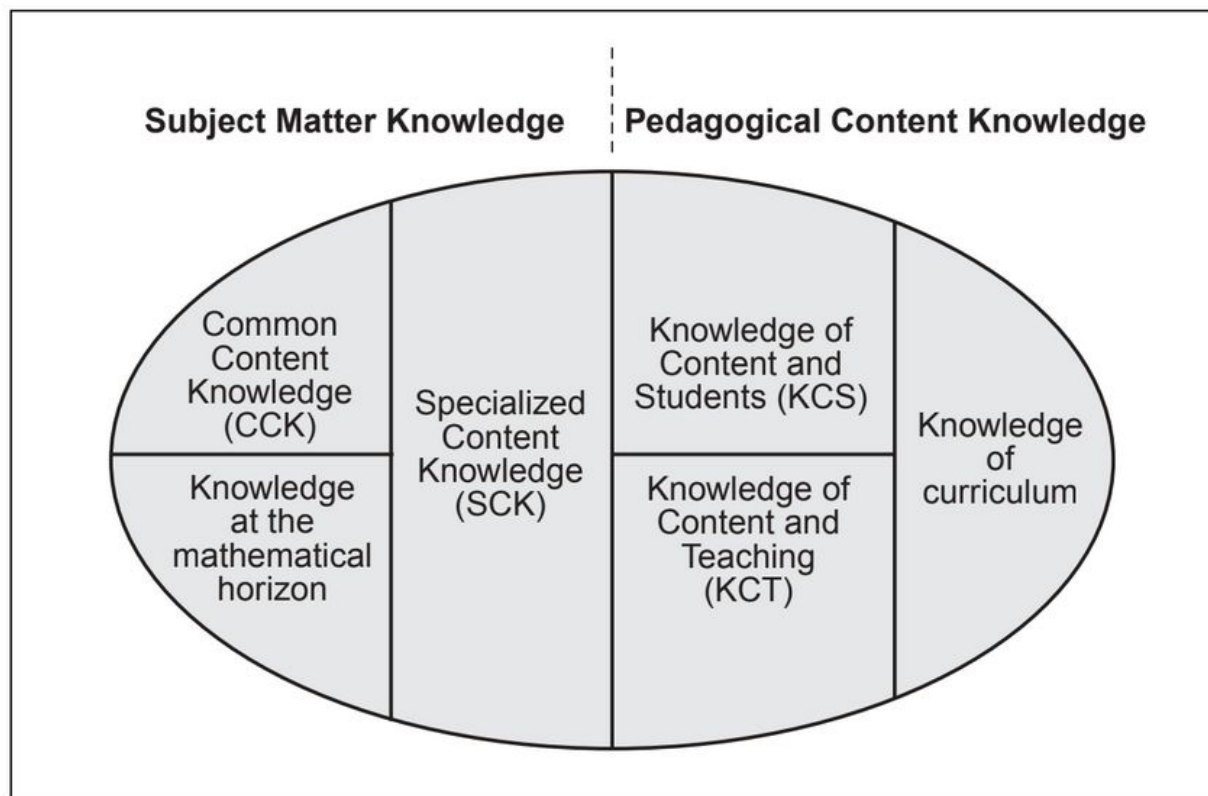 Subject Matter Knowledge
Pedagogical Content Knowledge
Common
Content
Knowledge
(CCK)
Knowledge
at the
mathematical
horizon
Specialized
Content
Knowledge
(SCK)
Knowledge of
Content and
Students (KCS)
Knowledge of
Content and
Teaching
(KCT)
Knowledge
of
curriculum